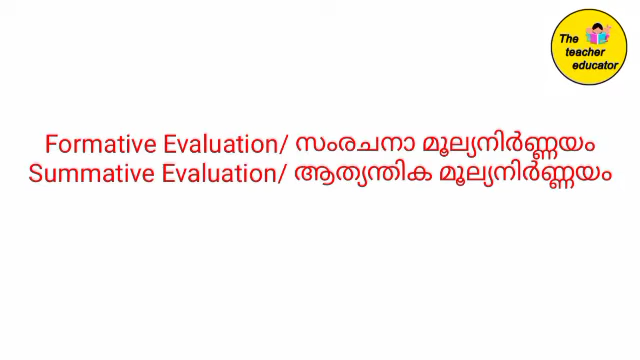 The
teacher
educator
Formative Evaluation/ സംരചനാ മൂല്യനിർണ്ണയം
Summative Evaluation/ ആത്യന്തിക മൂല്യനിർണ്ണയം